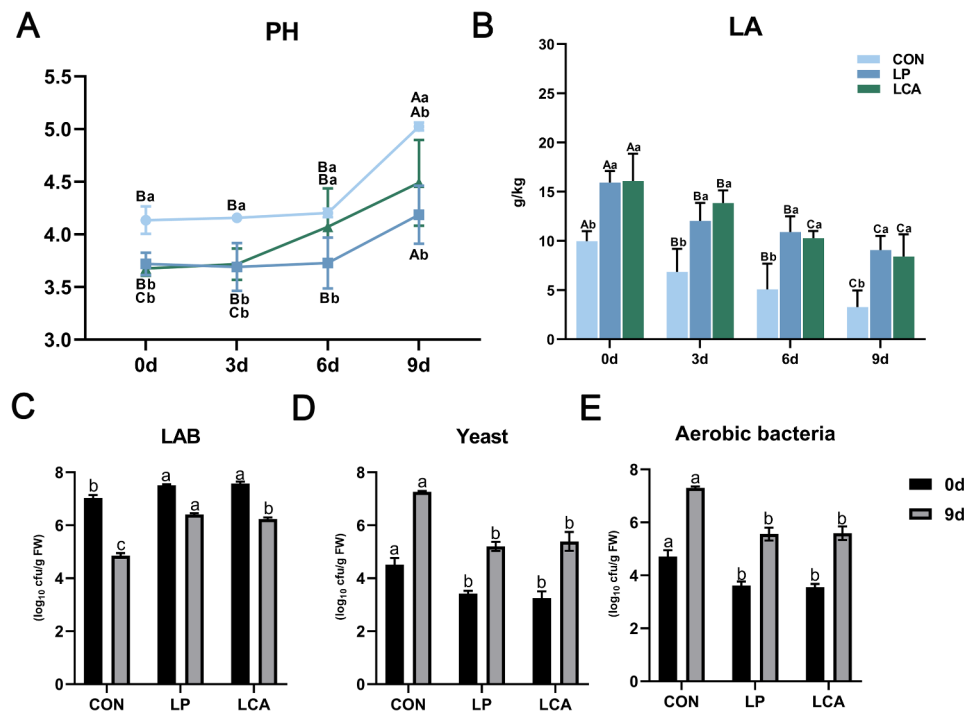 A
PH
5.5
5.0
4.5
4.0
3.5
3.0
Ba
Bb
Cb
Ba
Bb
Cb
Ba
Ba
Bb
Aa
Ab
Ab
0d
3d
6d
9d
B
LA
CON
LP
LCA
g/kg
30
25
20
15
10
5
0
Ab
Aa
Aa
Bb
Ba
Ba
Bb
Ba
Ca
Cb
Ca
Ca
0d
3d
6d
9d
C
LAB
(log10 cfu/g FW)
8
6
4
2
0
b
c
a
a
a
b
CON
LP
LCA
D
Yeast
(log10 cfu/g FW)
8
6
4
2
0
a
a
b
b
b
b
CON
LP
LCA
E
Aerobic bacteria
(log10 cfu/g FW)
8
6
4
2
0
a
a
b
b
b
b
CON
LP
LCA
0d
9d